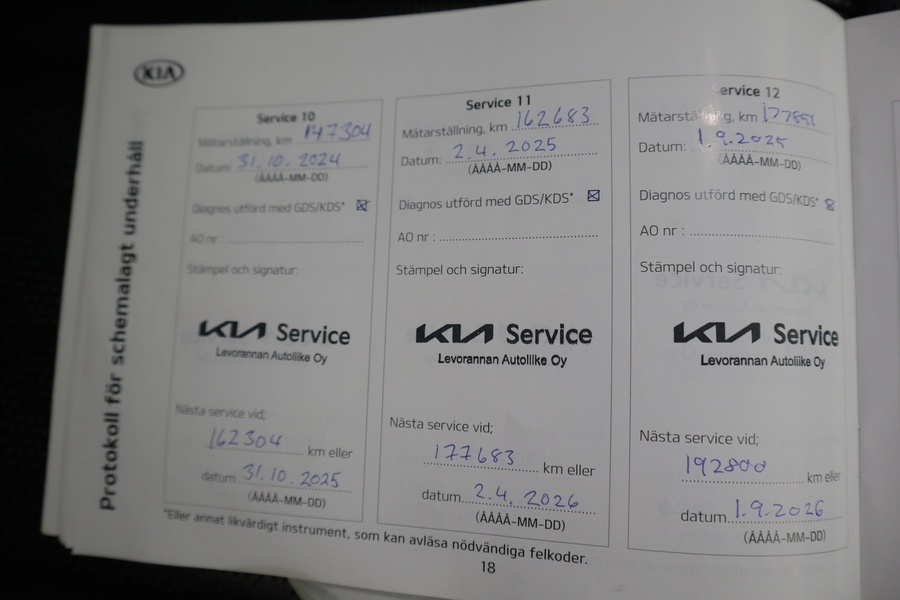 KIA
Protokoll för schemalagt underhåll
Service 10
Mätarställning, km 147304
Datum: 31.10.2024
(ÅÅÅÅ-MM-DD)
Diagnos utförd med GDS/KDS* ☒
AO nr :
Stämpel och signatur:
KIA Service
Levorannan Autoliike Oy
Nästa service vid;
162304 km eller
datum 31.10.2025
(ÅÅÅÅ-MM-DD)
Service 11
Mätarställning, km 162683
Datum: 2.4.2025
(ÅÅÅÅ-MM-DD)
Diagnos utförd med GDS/KDS* ☒
AO nr :
Stämpel och signatur:
KIA Service
Levorannan Autoliike Oy
Nästa service vid;
177683 km eller
datum 2.4.2026
(ÅÅÅÅ-MM-DD)
Service 12
Mätarställning, km
Datum: 1.9.2025
(ÅÅÅÅ-MM-DD)
Diagnos utförd med GDS/KDS* ☒
AO nr :
Stämpel och signatur:
KIA Service
Levorannan Autoliike Oy
Nästa service vid;
192800 km eller
datum 1.9.2026
(ÅÅÅÅ-MM-DD)
*Eller annat likvärdigt instrument, som kan avläsa nödvändiga felkoder.
18